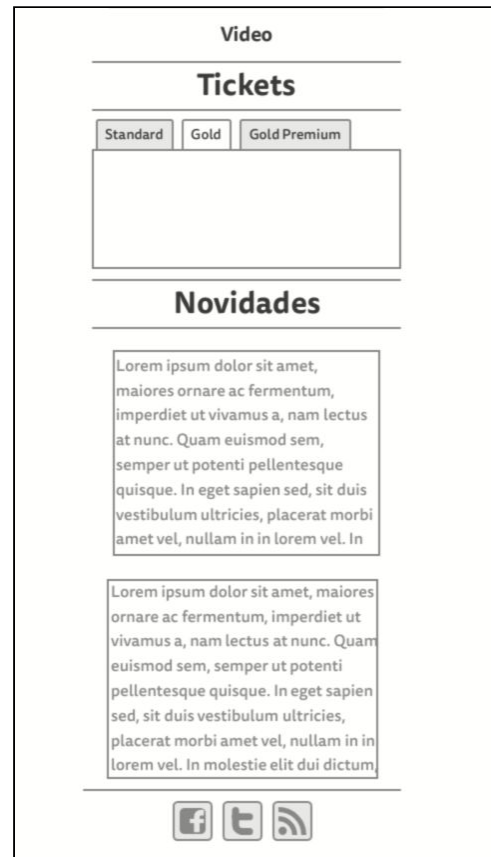 Video
Tickets
Standard Gold Gold Premium
Novidades
Lorem ipsum dolor sit amet,
maiores ornare ac fermentum,
imperdiet ut vivamus a, nam lectus
at nunc. Quam euismod sem,
semper ut potenti pellentesque
quisque. In eget sapien sed, sit duis
vestibulum ultricies, placerat morbi
amet vel, nullam in in lorem vel. In
Lorem ipsum dolor sit amet, maiores
ornare ac fermentum, imperdiet ut
vivamus a, nam lectus at nunc. Quam
euismod sem, semper ut potenti
pellentesque quisque. In eget sapien
sed, sit duis vestibulum ultricies,
placerat morbi amet vel, nullam in in
lorem vel. In molestie elit dui dictum,